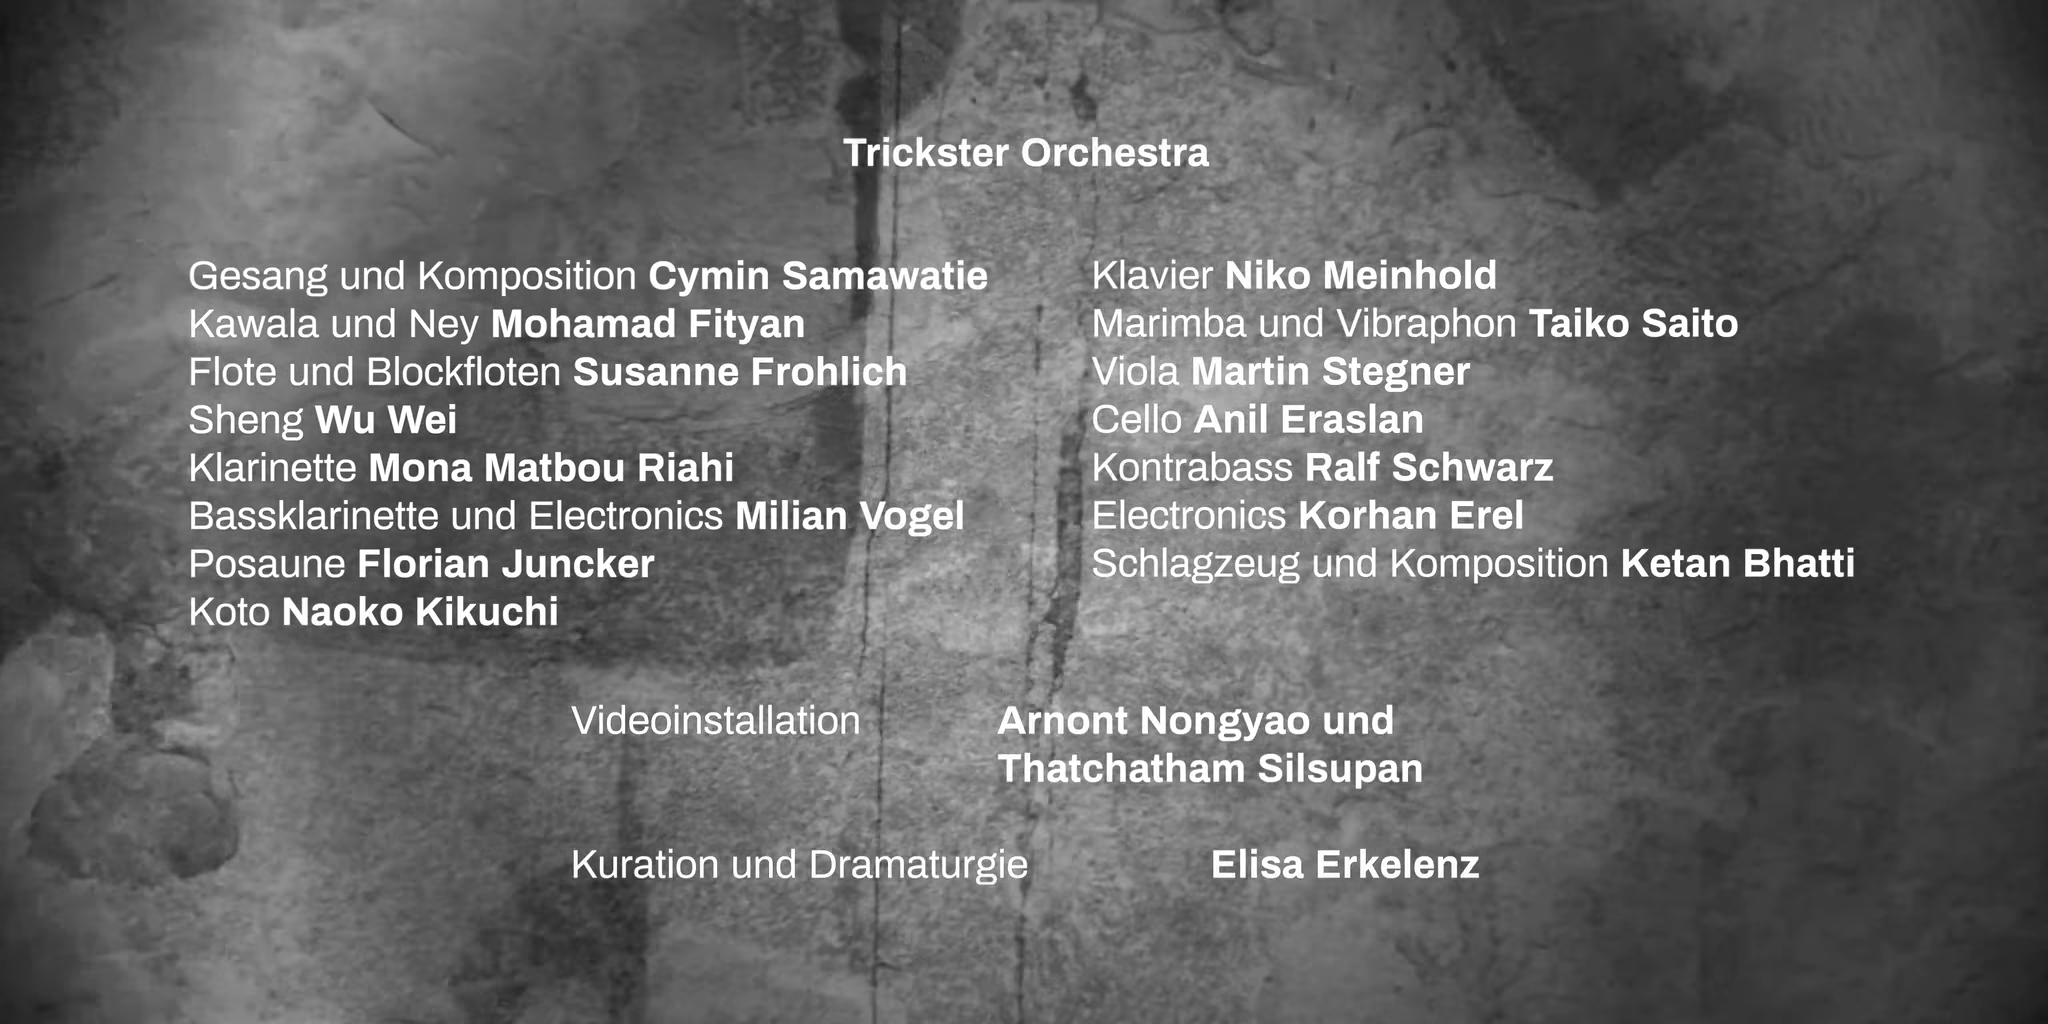 Trickster Orchestra
Gesang und Komposition Cymin Samawatie
Kawala und Ney Mohamad Fityan
Flote und Blockfloten Susanne Frohlich
Sheng Wu Wei
Klarinette Mona Matbou Riahi
Bassklarinette und Electronics Milian Vogel
Posaune Florian Juncker
Koto Naoko Kikuchi
Klavier Niko Meinhold
Marimba und Vibraphon Taiko Saito
Viola Martin Stegner
Cello Anil Eraslan
Kontrabass Ralf Schwarz
Electronics Korhan Erel
Schlagzeug und Komposition Ketan Bhatti
Videoinstallation Arnont Nongyao und
Thatchatham Silsupan
Kuration und Dramaturgie Elisa Erkelenz